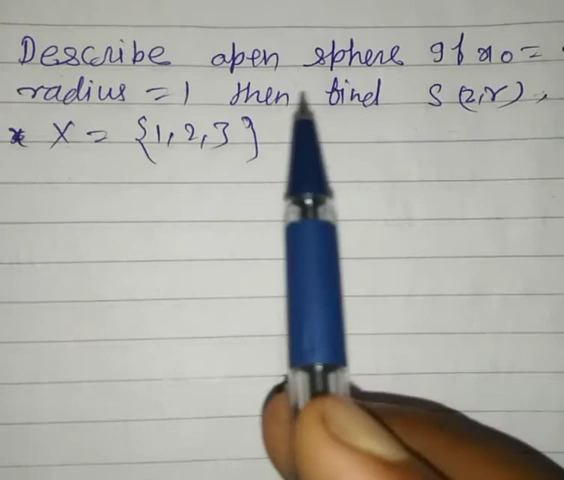 Describe open sphere If x0 =
radius = 1 then find S(2,r),
* X = {1,2,3}